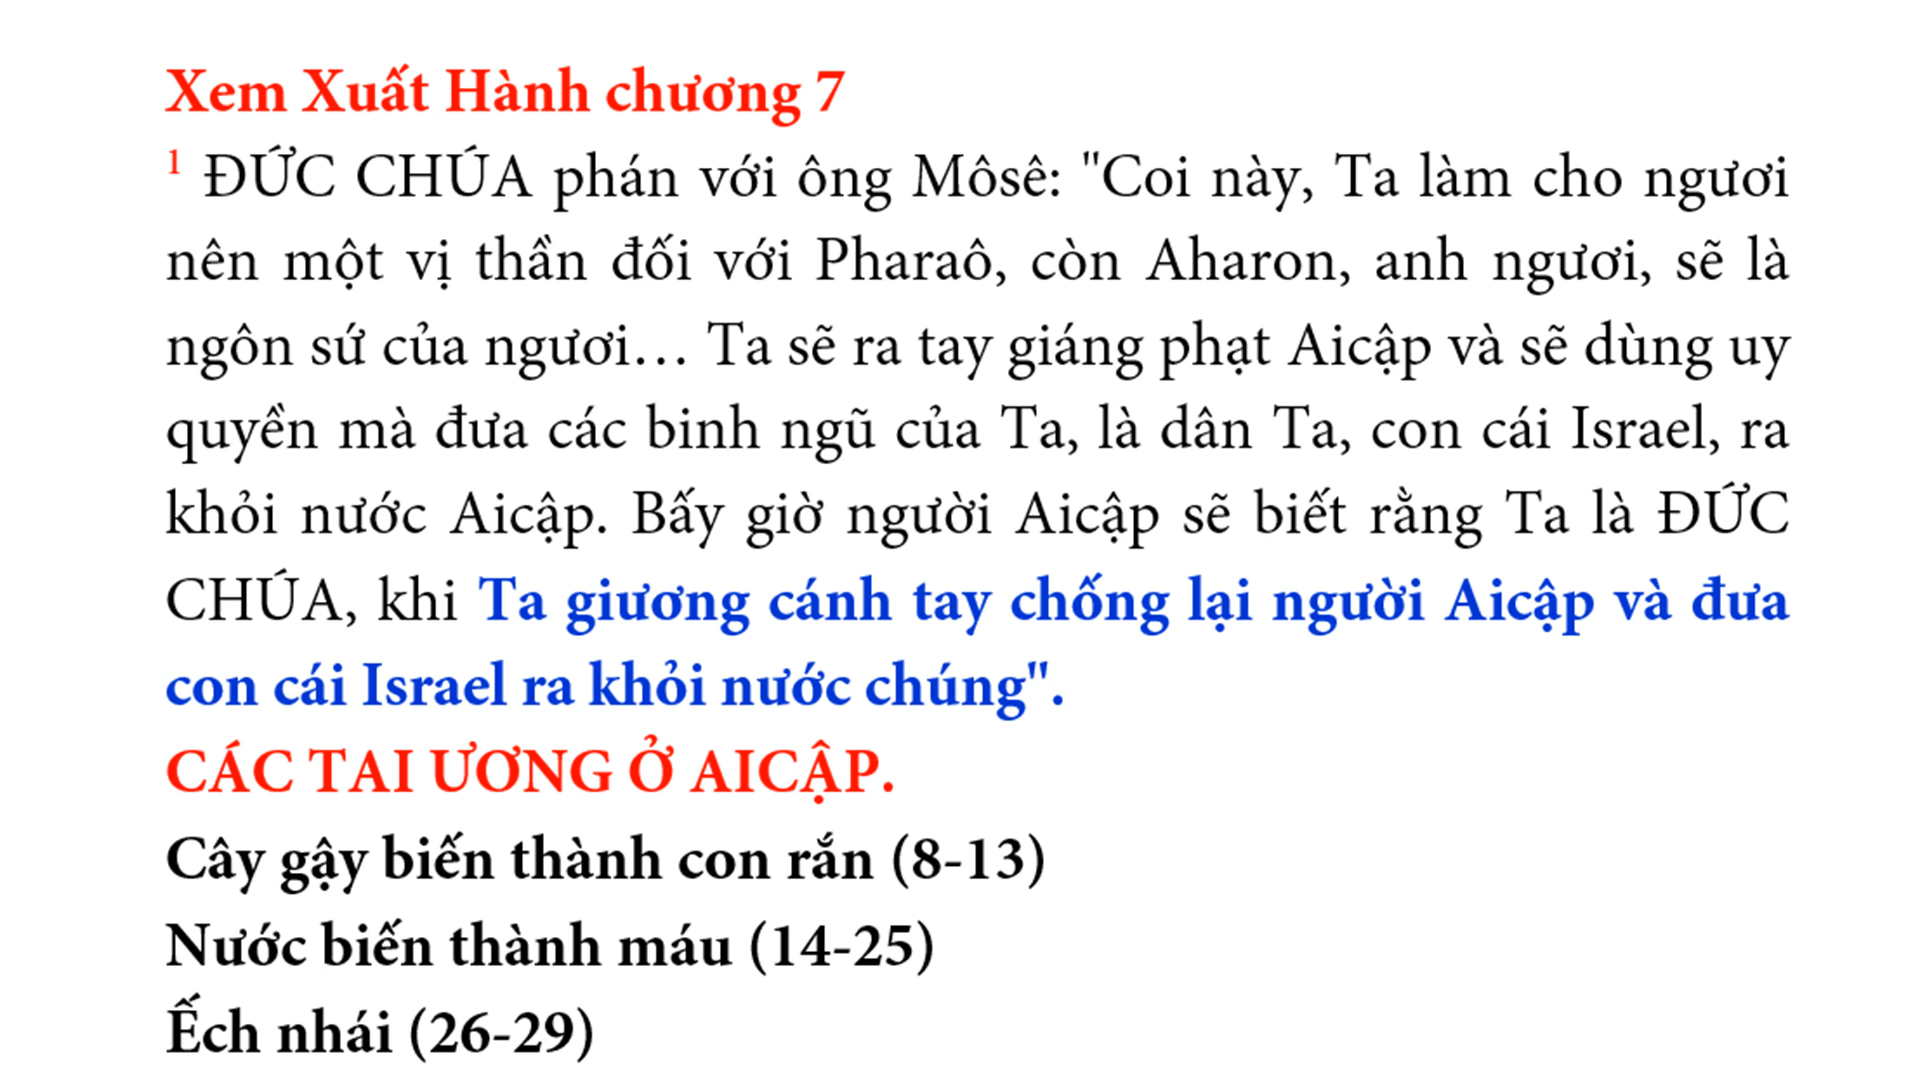 Xem Xuất Hành chương 7
1 ĐỨC CHÚA phán với ông Môsê: "Coi này, Ta làm cho ngươi
nên một vị thần đối với Pharaô, còn Aharon, anh ngươi, sẽ là
ngôn sứ của ngươi… Ta sẽ ra tay giáng phạt Aicập và sẽ dùng uy
quyền mà đưa các binh ngũ của Ta, là dân Ta, con cái Israel, ra
khỏi nước Aicập. Bấy giờ người Aicập sẽ biết rằng Ta là ĐỨC
CHÚA, khi Ta giương cánh tay chống lại người Aicập và đưa
con cái Israel ra khỏi nước chúng".
CÁC TAI ƯƠNG Ở AICẬP.
Cây gậy biến thành con rắn (8-13)
Nước biến thành máu (14-25)
Ếch nhái (26-29)